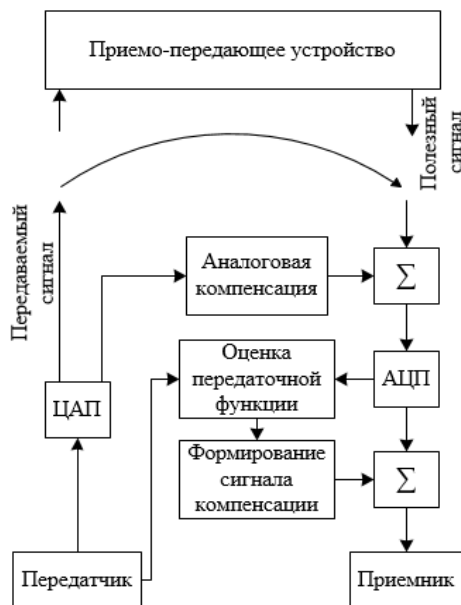 Приемо-передающее устройство
Полезный
сигнал
Передаваемый
сигнал
Аналоговая
компенсация
∑
Оценка
передаточной
функции
АЦП
ЦАП
Формирование
сигнала
компенсации
∑
Передатчик
Приемник